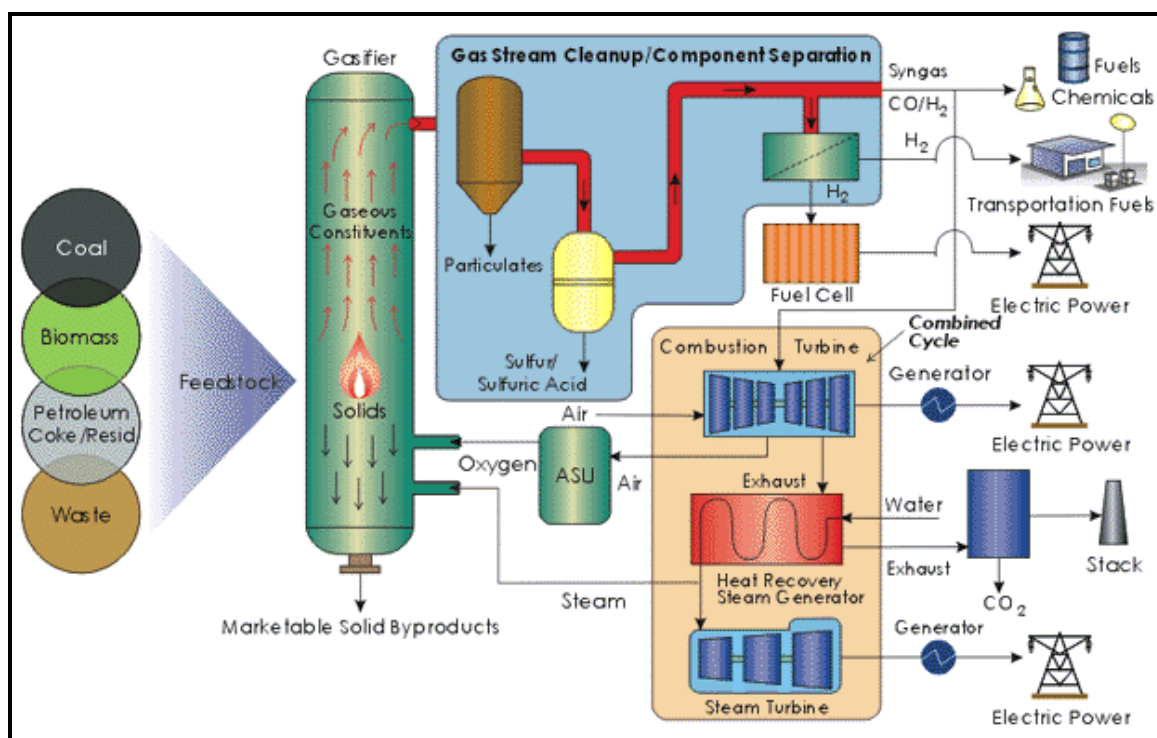 Gasifier
Gas Stream Cleanup/Component Separation
Syngas
CO/H2
Fuels
Chemicals
H2
Transportation Fuels
Gaseous
Constituents
Particulates
H2
Fuel Cell
Electric Power
Coal
Biomass
Petroleum
Coke/Resid
Waste
Feedstock
Solids
Sulfur/
Sulfuric Acid
Combined
Cycle
Combustion Turbine
Generator
Electric Power
Air
Oxygen
ASU
Air
Exhaust
Water
Heat Recovery
Steam Generator
Exhaust
CO2
Stack
Steam
Marketable Solid Byproducts
Generator
Steam Turbine
Electric Power